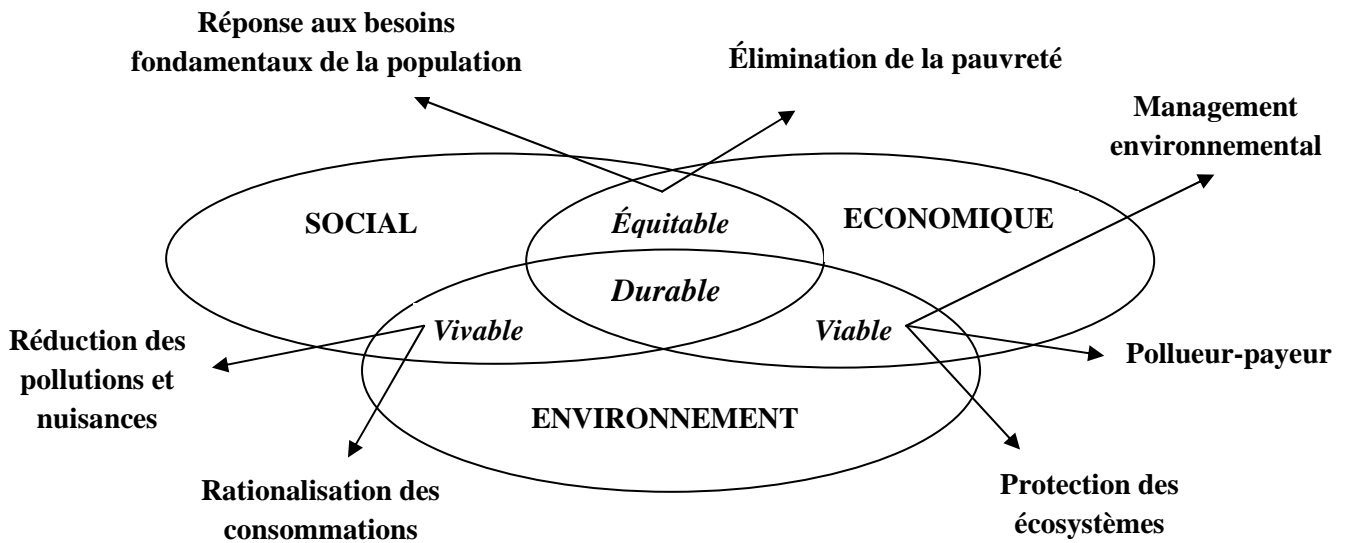 Réponse aux besoins
fondamentaux de la population
Élimination de la pauvreté
Management
environnemental
SOCIAL
Équitable
ECONOMIQUE
Durable
Vivable
Viable
Réduction des
pollutions et
nuisances
Pollueur-payeur
ENVIRONNEMENT
Rationalisation des
consommations
Protection des
écosystèmes